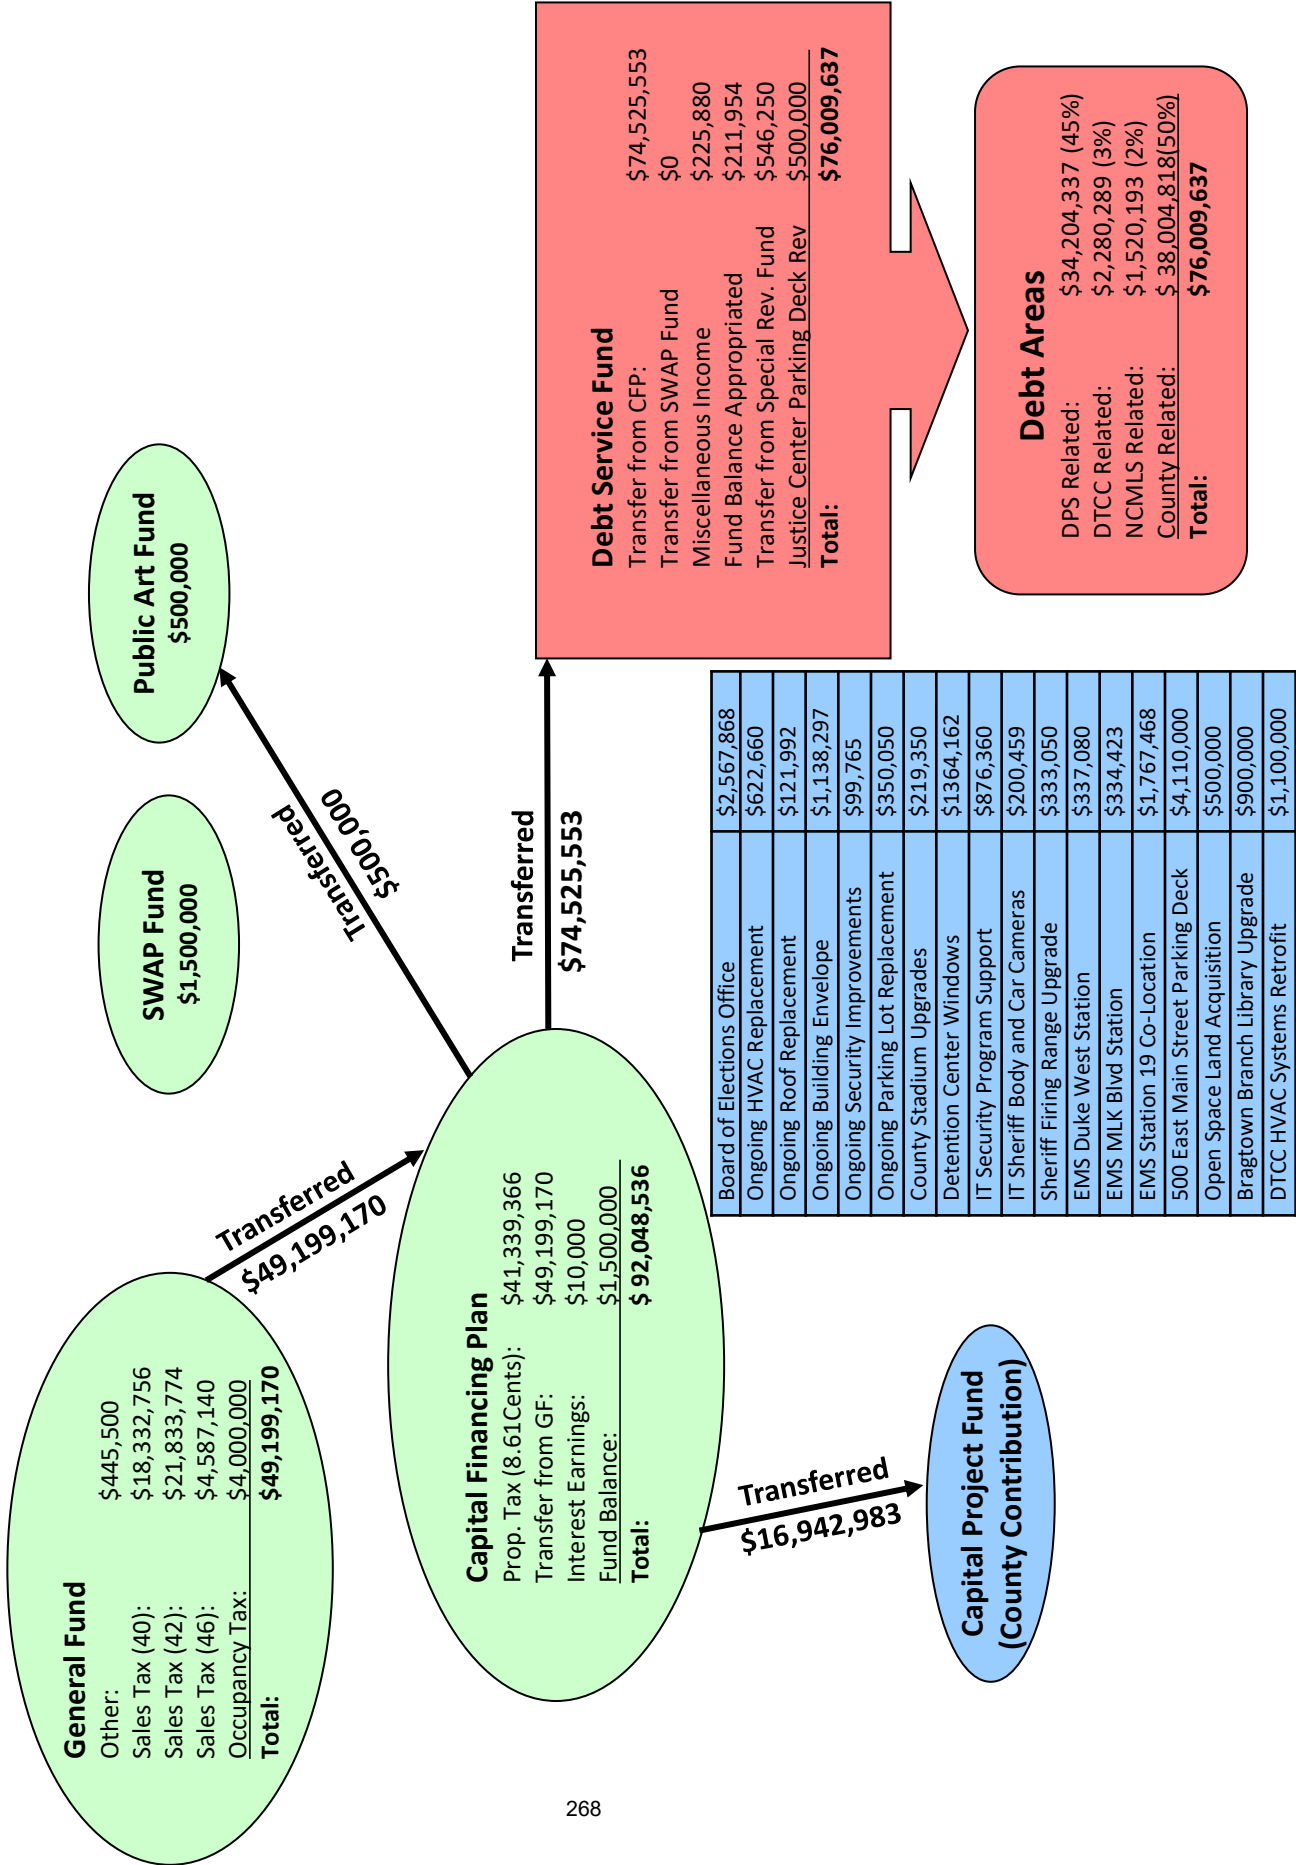 General Fund
Other: $445,500
Sales Tax (40): $18,332,756
Sales Tax (42): $21,833,774
Sales Tax (46): $4,587,140
Occupancy Tax: $4,000,000
Total: $49,199,170
Transferred
$49,199,170
SWAP Fund
$1,500,000
Public Art Fund
$500,000
Transferred
$500,000
Capital Financing Plan
Prop. Tax (8.61Cents): $41,339,366
Transfer from GF: $49,199,170
Interest Earnings: $10,000
Fund Balance: $1,500,000
Total: $ 92,048,536
Transferred
$74,525,553
Debt Service Fund
Transfer from CFP: $74,525,553
Transfer from SWAP Fund $0
Miscellaneous Income $225,880
Fund Balance Appropriated $211,954
Transfer from Special Rev. Fund $546,250
Justice Center Parking Deck Rev $500,000
Total: $76,009,637
Transferred
$16,942,983
Capital Project Fund
(County Contribution)
Board of Elections Office $2,567,868
Ongoing HVAC Replacement $622,660
Ongoing Roof Replacement $121,992
Ongoing Building Envelope $1,138,297
Ongoing Security Improvements $99,765
Ongoing Parking Lot Replacement $350,050
County Stadium Upgrades $219,350
Detention Center Windows $1364,162
IT Security Program Support $876,360
IT Sheriff Body and Car Cameras $200,459
Sheriff Firing Range Upgrade $333,050
EMS Duke West Station $337,080
EMS MLK Blvd Station $334,423
EMS Station 19 Co-Location $1,767,468
500 East Main Street Parking Deck $4,110,000
Open Space Land Acquisition $500,000
Bragtown Branch Library Upgrade $900,000
DTCC HVAC Systems Retrofit $1,100,000
Debt Areas
DPS Related: $34,204,337 (45%)
DTCC Related: $2,280,289 (3%)
NCMLS Related: $1,520,193 (2%)
County Related: $ 38,004,818(50%)
Total: $76,009,637
268